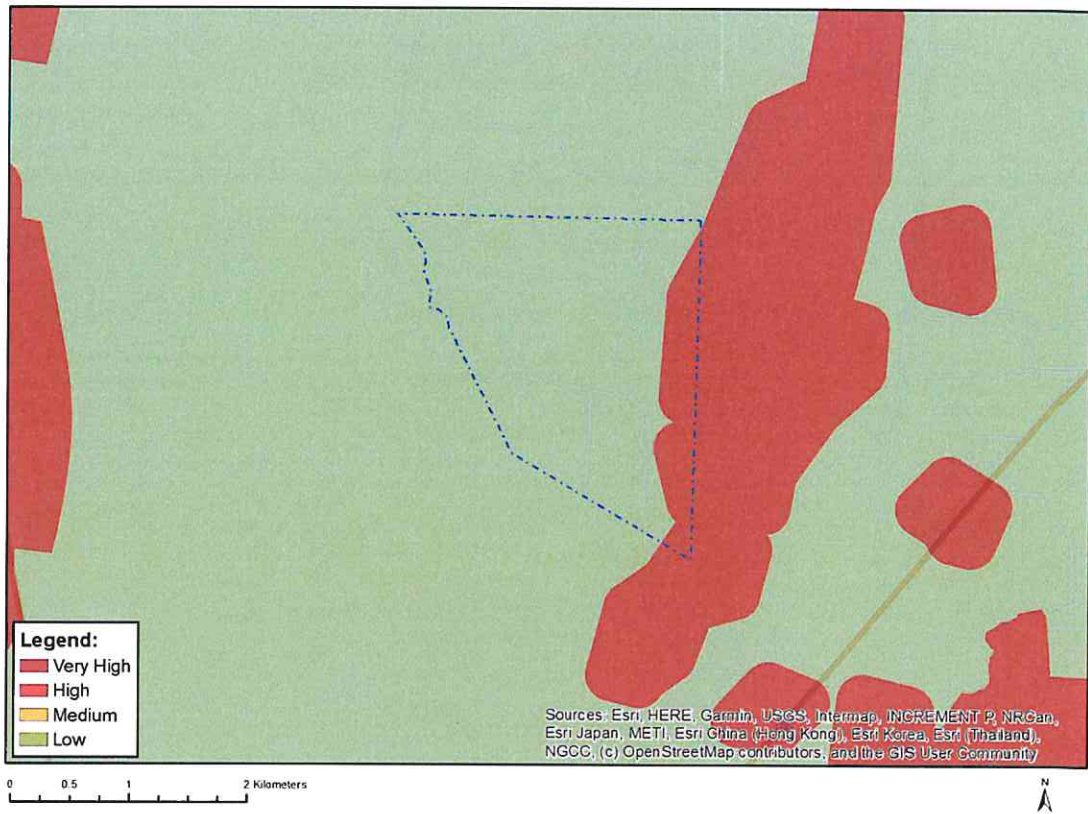 Legend:
Very High
High
Medium
Low
Sources: Esri, HERE, Garmin, USGS, Intermap, INCREMENT P, NRCan,
Esri Japan, METI, Esri China (Hong Kong), Esri Korea, Esri (Thailand),
NGCC, (c) OpenStreetMap contributors, and the GIS User Community
0 0.5 1 2 Kilometers
N